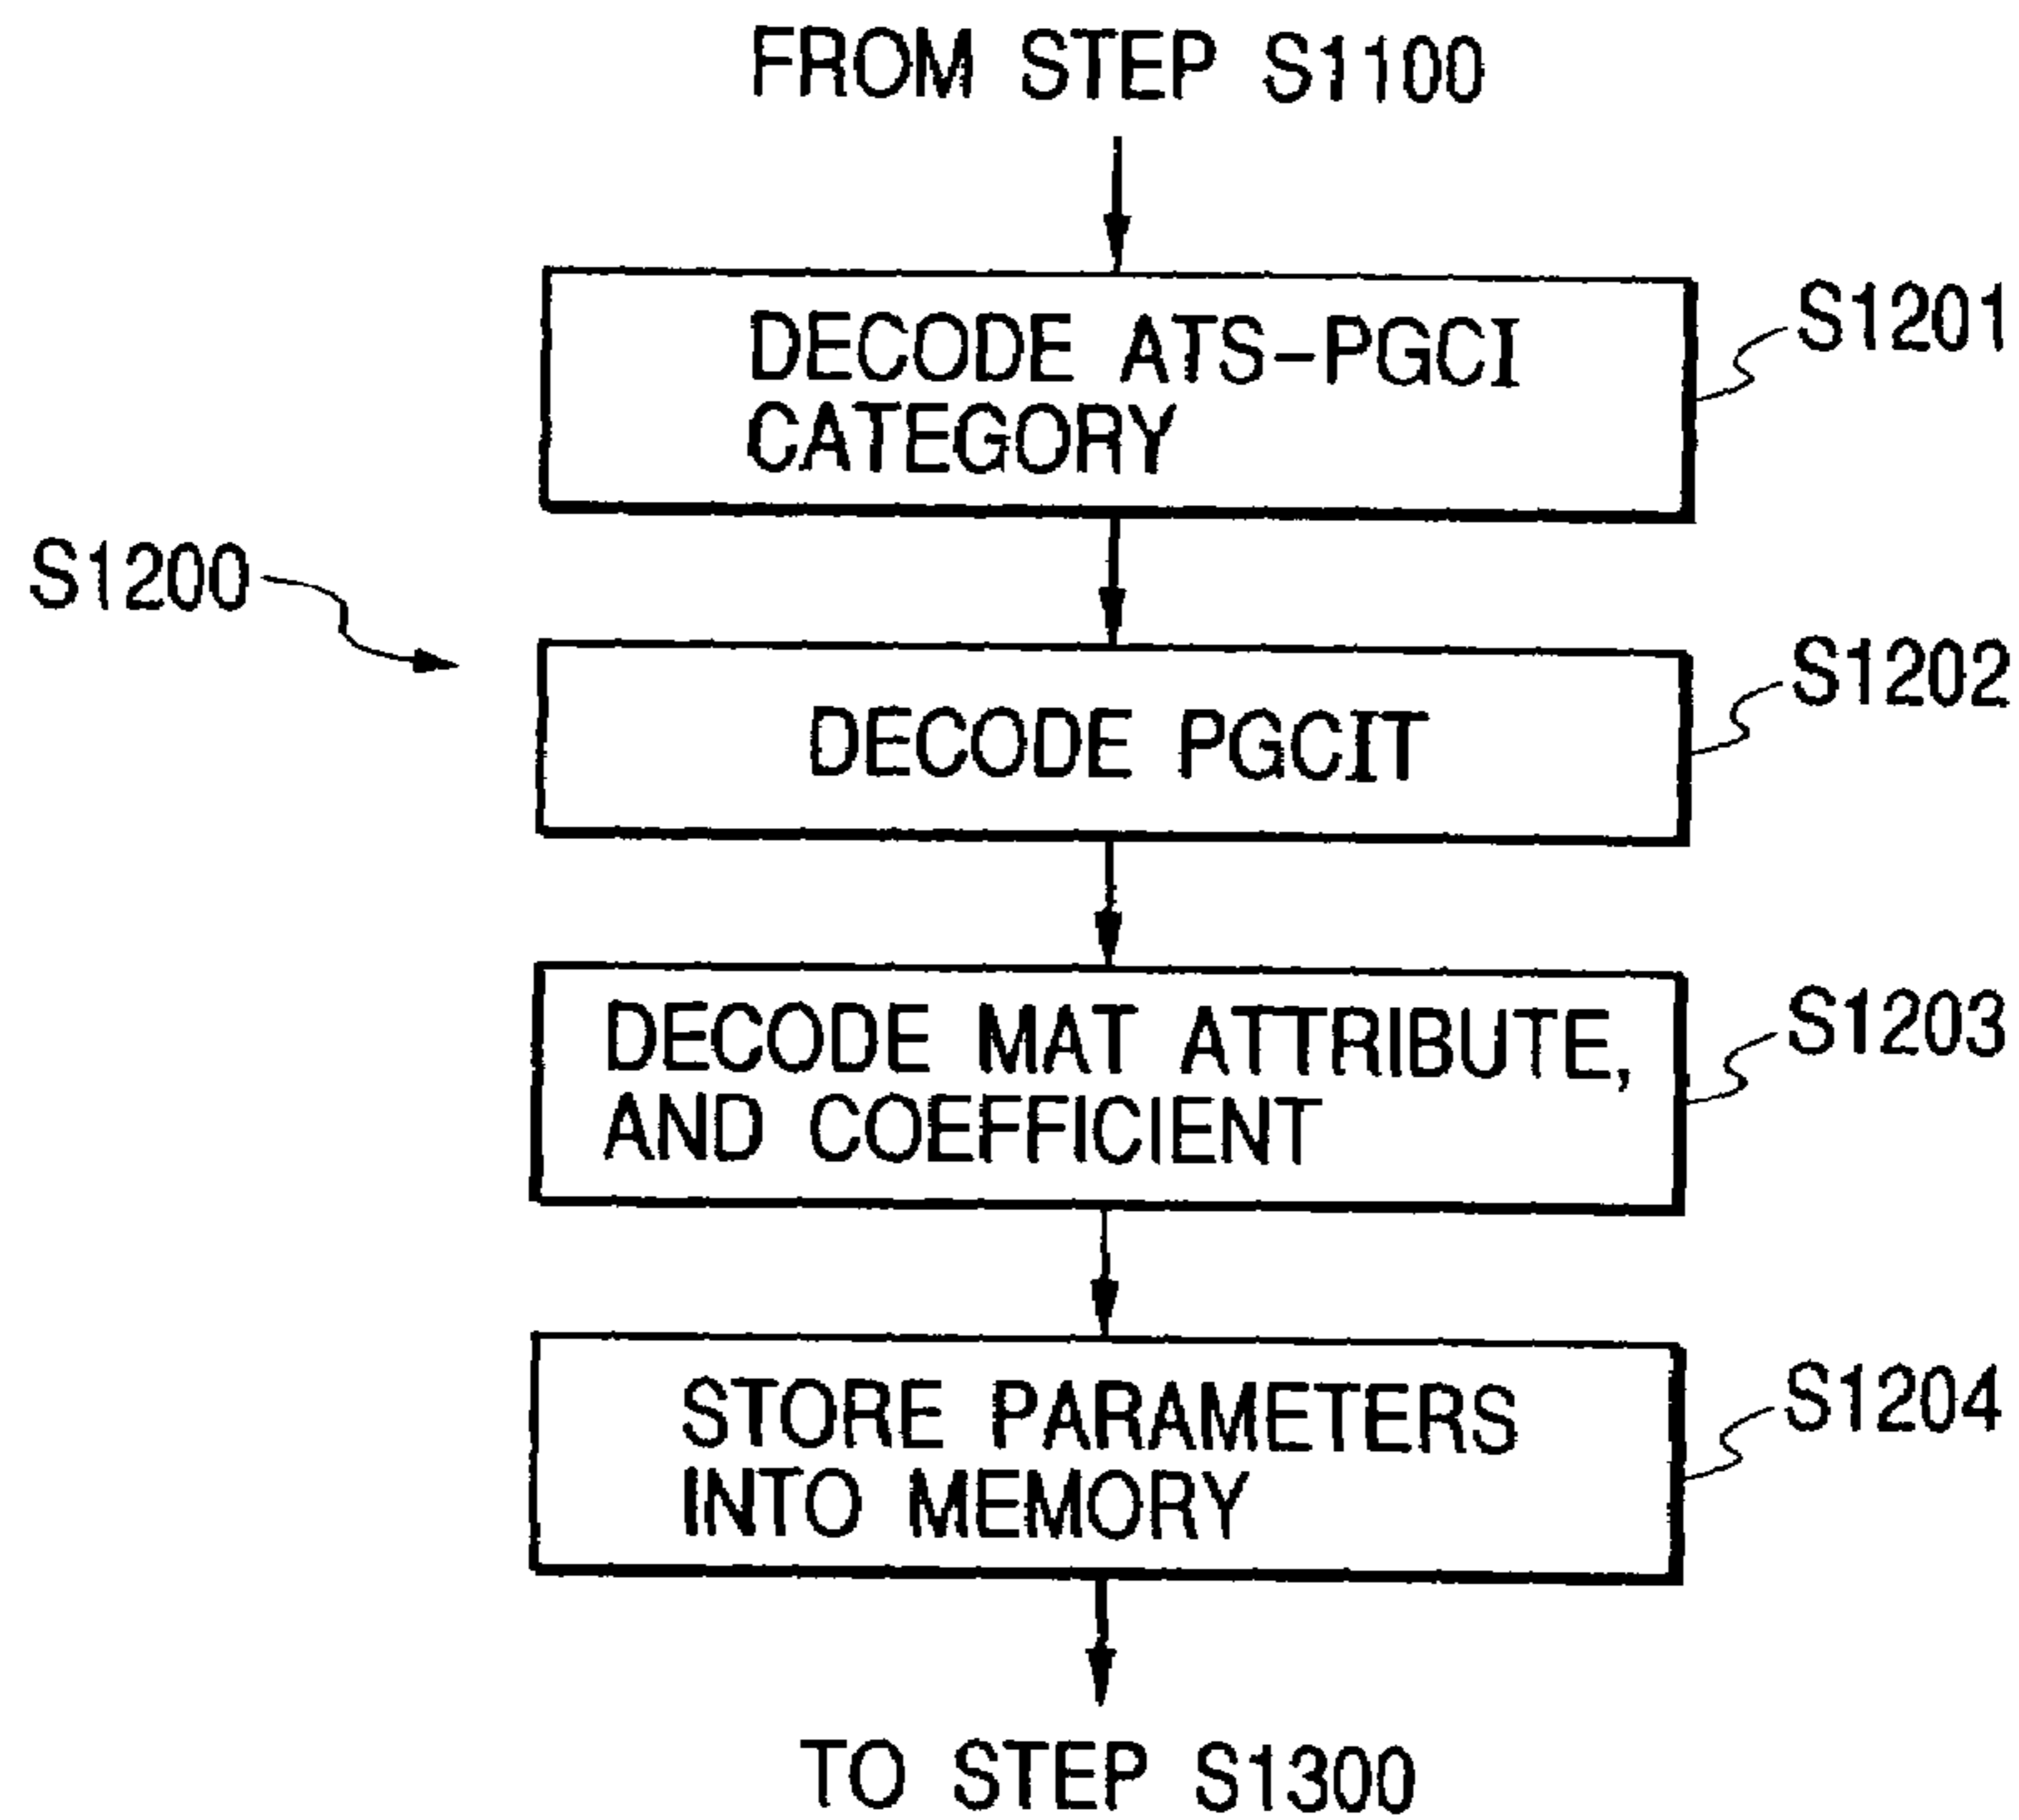 FROM STEP S1100
DECODE ATS-PGCI
CATEGORY
S1201
S1200
DECODE PGCIT
S1202
DECODE MAT ATTRIBUTE,
AND COEFFICIENT
S1203
STORE PARAMETERS
INTO MEMORY
S1204
TO STEP S1300